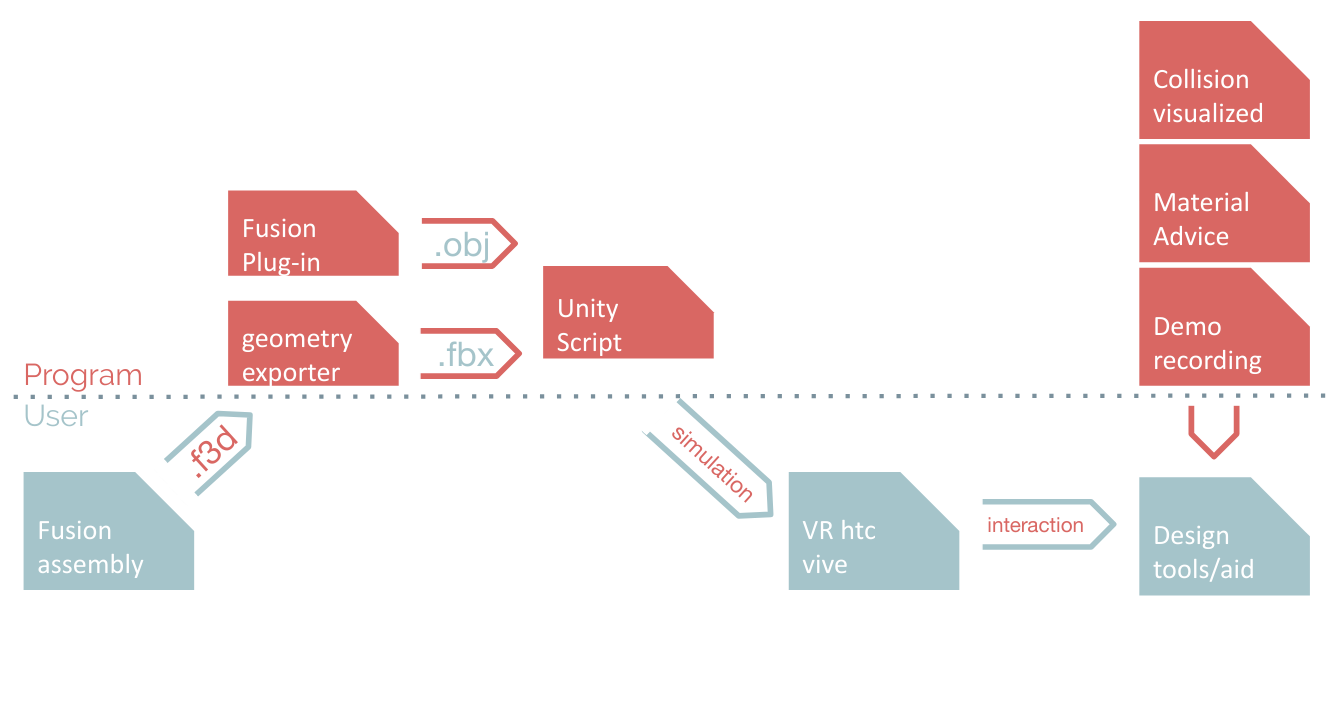 Collision
visualized
Material
Advice
Demo
recording
Fusion
Plug-in
.obj
geometry
exporter
.fbx
Unity
Script
Program
User
.f3d
simulation
Fusion
assembly
VR htc
vive
interaction
Design
tools/aid